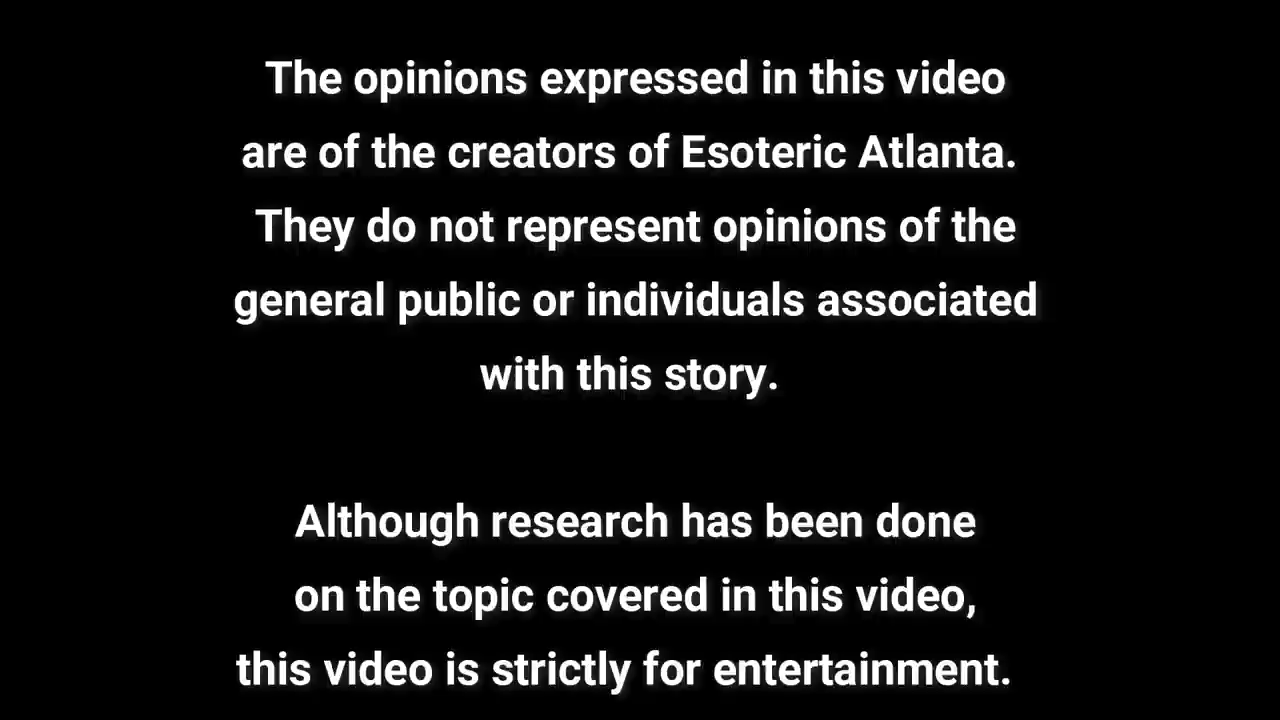 The opinions expressed in this video
are of the creators of Esoteric Atlanta.
They do not represent opinions of the
general public or individuals associated
with this story.
Although research has been done
on the topic covered in this video,
this video is strictly for entertainment.